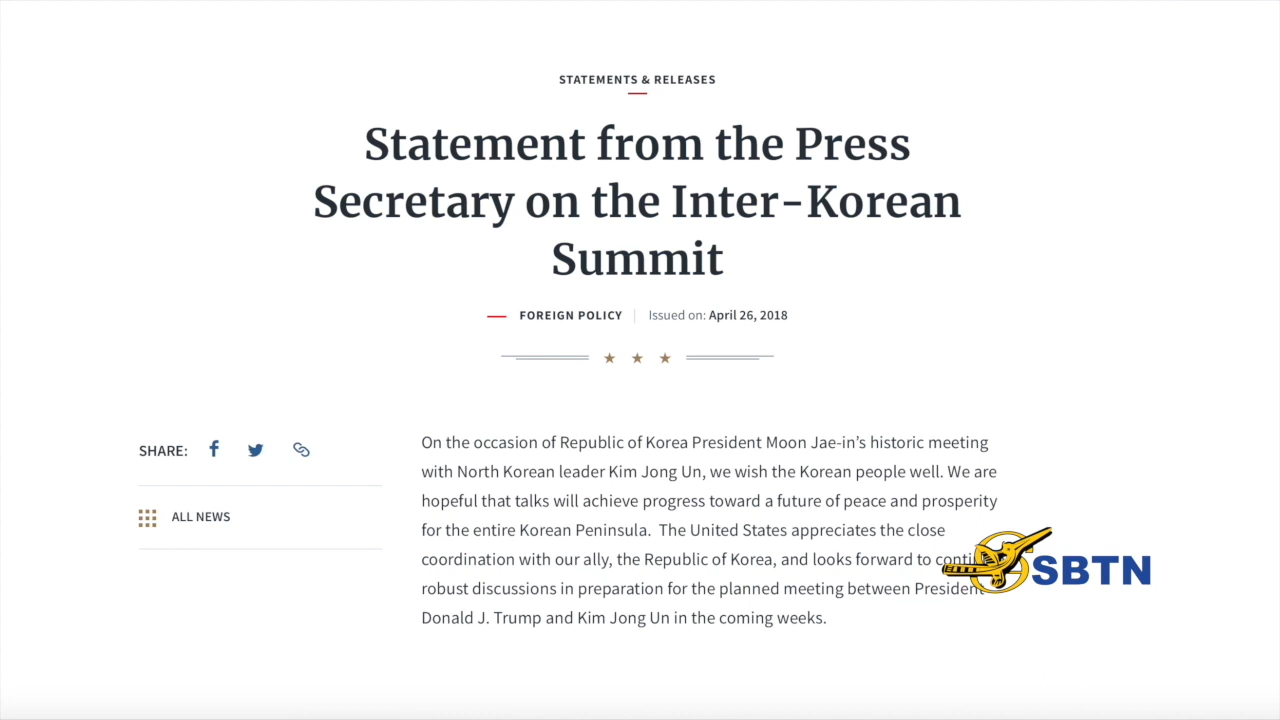 STATEMENTS & RELEASES
Statement from the Press
Secretary on the Inter-Korean
Summit
FOREIGN POLICY
Issued on: April 26, 2018
SHARE:
ALL NEWS
On the occasion of Republic of Korea President Moon Jae-in’s historic meeting
with North Korean leader Kim Jong Un, we wish the Korean people well. We are
hopeful that talks will achieve progress toward a future of peace and prosperity
for the entire Korean Peninsula.  The United States appreciates the close
coordination with our ally, the Republic of Korea, and looks forward to
robust discussions in preparation for the planned meeting between President
Donald J. Trump and Kim Jong Un in the coming weeks.
SBTN